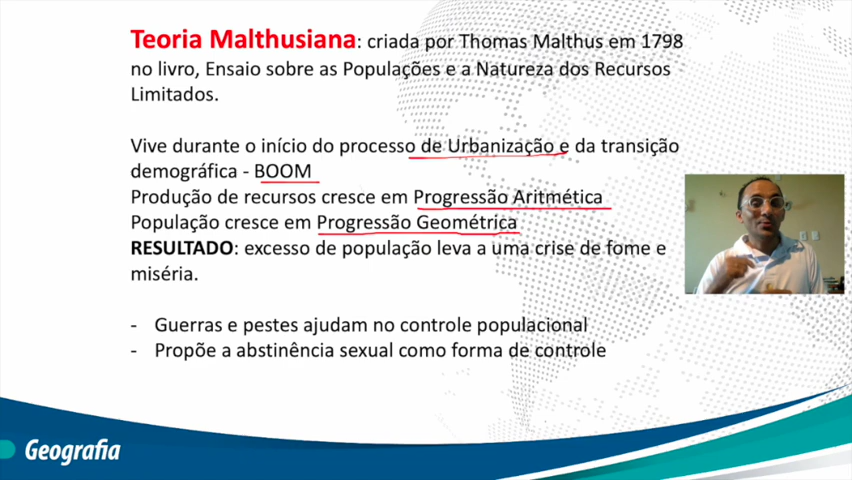 Teoria Malthusiana: criada por Thomas Malthus em 1798
no livro, Ensaio sobre as Populações e a Natureza dos Recursos
Limitados.
Vive durante o início do processo de Urbanização e da transição
demográfica - BOOM
Produção de recursos cresce em Progressão Aritmética
População cresce em Progressão Geométrica
RESULTADO: excesso de população leva a uma crise de fome e
miséria.
- Guerras e pestes ajudam no controle populacional
- Propõe a abstinência sexual como forma de controle
Geografia